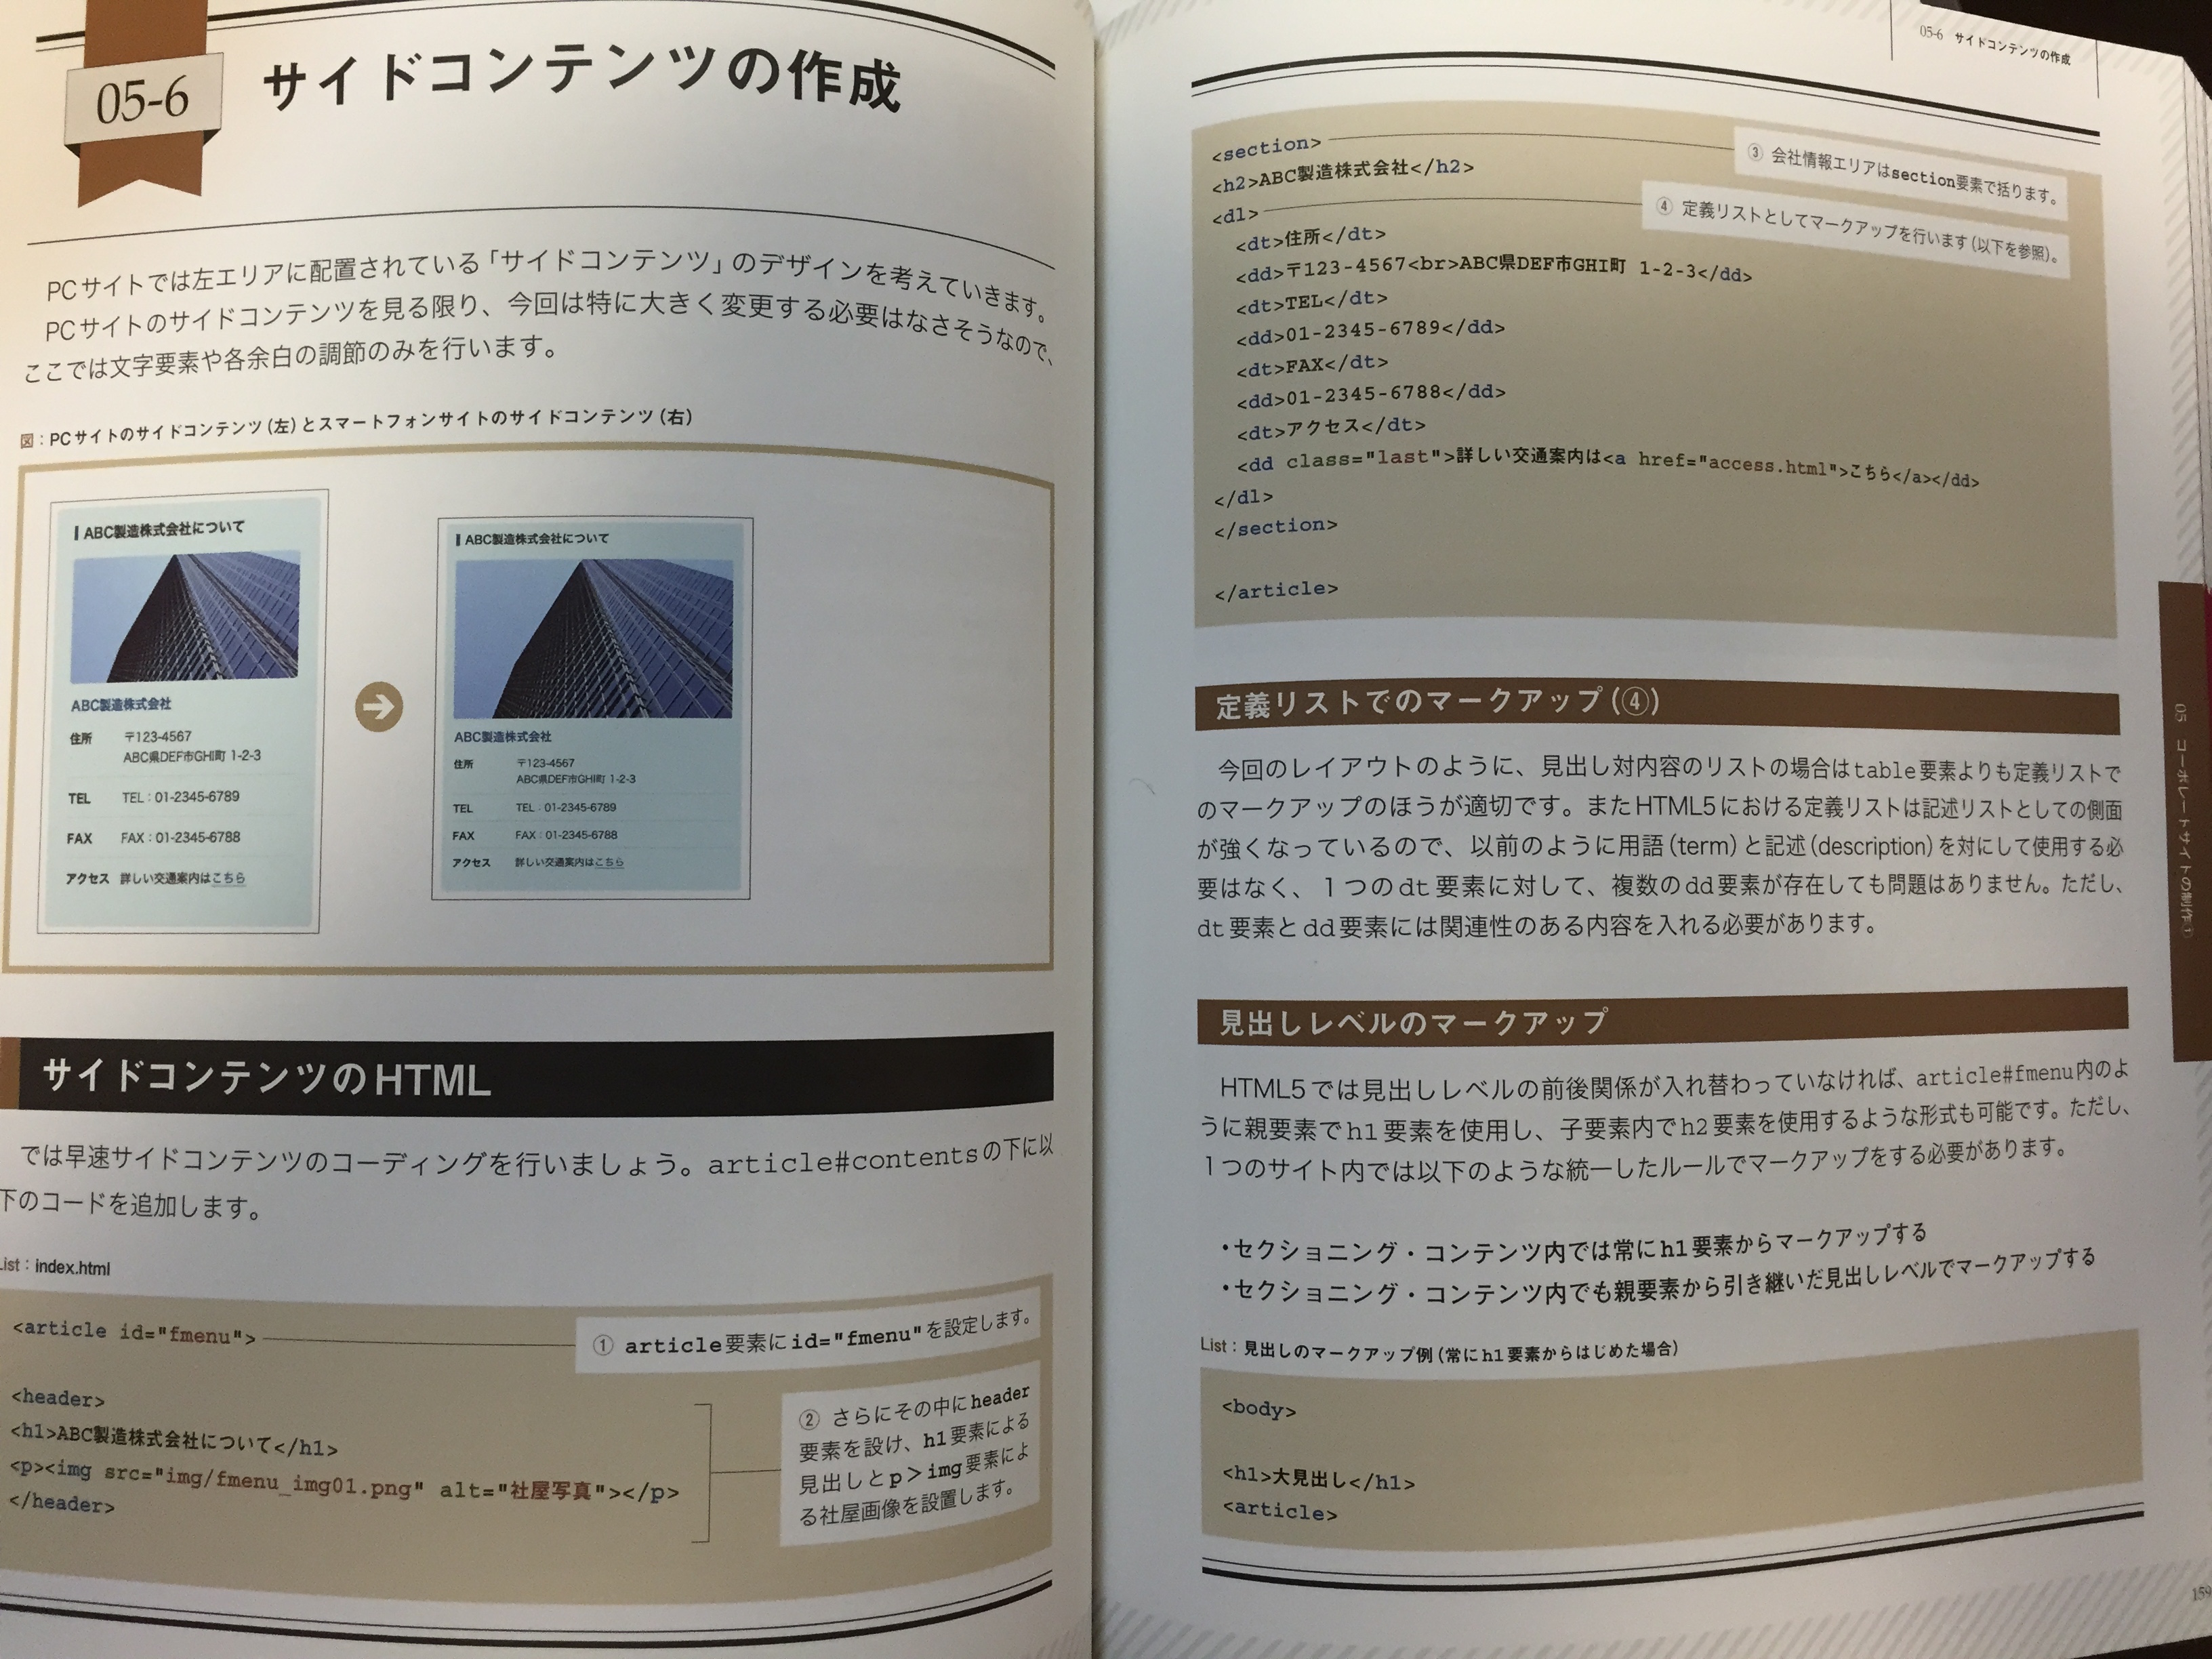 05-6
サイドコンテンツの作成
PCサイトでは左エリアに配置されている「サイドコンテンツ」のデザインを考えていきます。
PCサイトのサイドコンテンツを見る限り、今回は特に大きく変更する必要はなさそうなので、
ここでは文字要素や各余白の調節のみを行います。
図：PCサイトのサイドコンテンツ（左）とスマートフォンサイトのサイドコンテンツ（右）
ABC製造株式会社について
ABC製造株式会社
住所 〒123-4567
ABC県DEF市GHI町 1-2-3
TEL TEL：01-2345-6789
FAX FAX：01-2345-6788
アクセス 詳しい交通案内はこちら
ABC製造株式会社について
ABC製造株式会社
住所 〒123-4567
ABC県DEF市GHI町 1-2-3
TEL TEL：01-2345-6789
FAX FAX：01-2345-6788
アクセス 詳しい交通案内はこちら
サイドコンテンツのHTML
では早速サイドコンテンツのコーディングを行いましょう。article#contentsの下に以
下のコードを追加します。
List：index.html
<article id="fmenu">
① article要素にid="fmenu"を設定します。
<header>
<h1>ABC製造株式会社について</h1>
<p><img src="img/fmenu_img01.png" alt="社屋写真"></p>
</header>
② さらにその中にheader
要素を設け、h1要素による
見出しとp＞img要素によ
る社屋画像を設置します。
05-6 サイドコンテンツの作成
<section>
③ 会社情報エリアはsection要素で括ります。
<h2>ABC製造株式会社</h2>
<dl>
④ 定義リストとしてマークアップを行います（以下を参照）。
<dt>住所</dt>
<dd>〒123-4567<br>ABC県DEF市GHI町 1-2-3</dd>
<dt>TEL</dt>
<dd>01-2345-6789</dd>
<dt>FAX</dt>
<dd>01-2345-6788</dd>
<dt>アクセス</dt>
<dd class="last">詳しい交通案内は<a href="access.html">こちら</a></dd>
</dl>
</section>
</article>
定義リストでのマークアップ（④）
今回のレイアウトのように、見出し対内容のリストの場合はtable要素よりも定義リストで
のマークアップのほうが適切です。またHTML5における定義リストは記述リストとしての側面
が強くなっているので、以前のように用語（term）と記述（description）を対にして使用する必
要はなく、1つのdt要素に対して、複数のdd要素が存在しても問題はありません。ただし、
dt要素とdd要素には関連性のある内容を入れる必要があります。
見出しレベルのマークアップ
HTML5では見出しレベルの前後関係が入れ替わっていなければ、article#fmenu内のよ
うに親要素でh1要素を使用し、子要素内でh2要素を使用するような形式も可能です。ただし、
1つのサイト内では以下のような統一したルールでマークアップをする必要があります。
・セクショニング・コンテンツ内では常にh1要素からマークアップする
・セクショニング・コンテンツ内でも親要素から引き継いだ見出しレベルでマークアップする
List：見出しのマークアップ例（常にh1要素からはじめた場合）
<body>
<h1>大見出し</h1>
<article>
05 コーポレートサイトの制作①
159